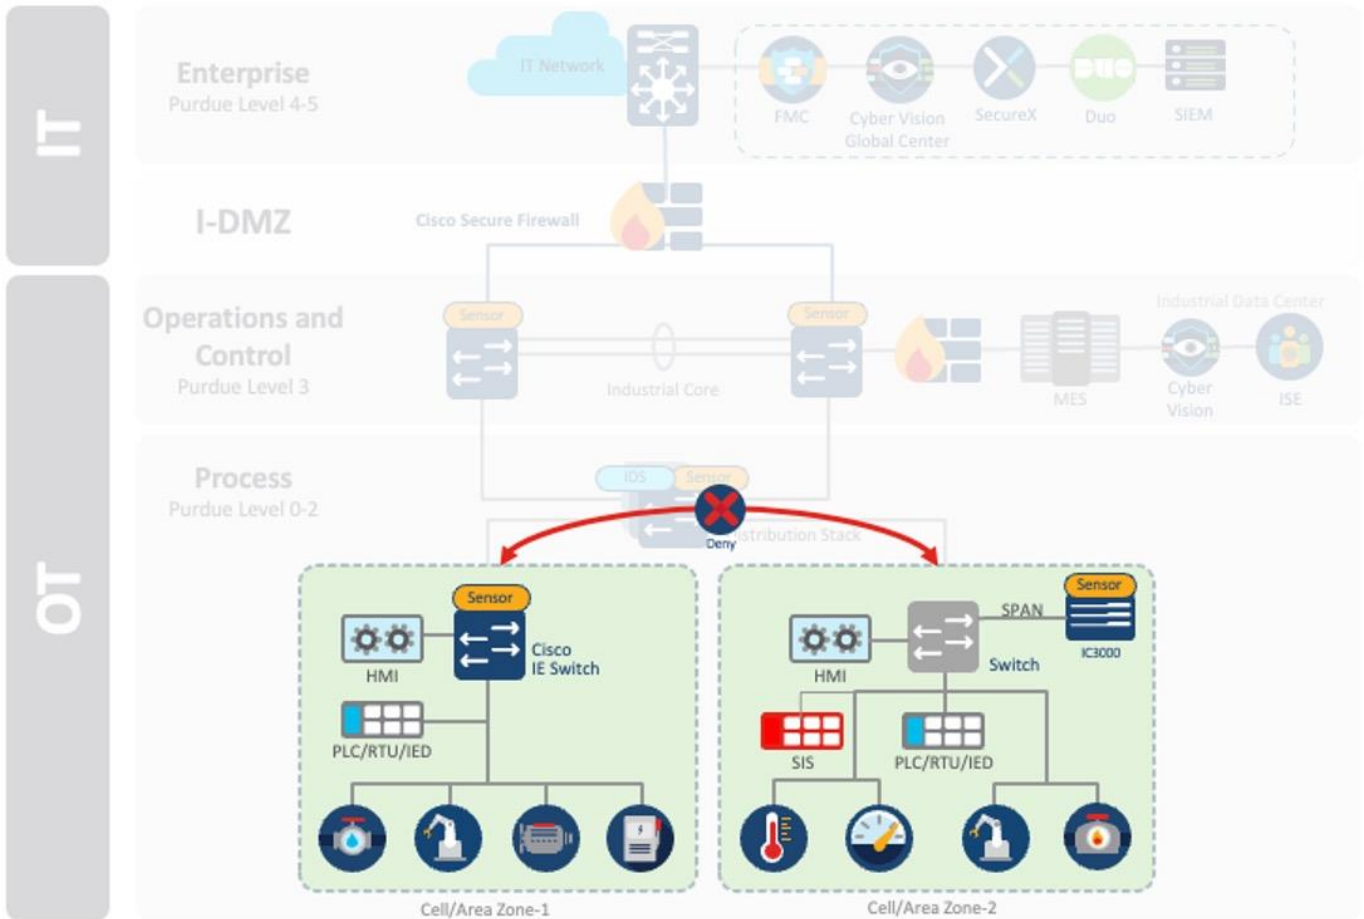 IT
Enterprise
Purdue Level 4-5
IT Network
FMC
Cyber Vision
Global Center
SecureX
DUO
Duo
SIEM
I-DMZ
Cisco Secure Firewall
Operations and
Control
Purdue Level 3
Sensor
Sensor
Industrial Core
Industrial Data Center
MES
Cyber
Vision
ISE
OT
Process
Purdue Level 0-2
IDS
Sensor
Deny
istribution Stack
Sensor
HMI
Cisco
IE Switch
PLC/RTU/IED
Cell/Area Zone-1
Sensor
SPAN
IC3000
HMI
Switch
SIS
PLC/RTU/IED
Cell/Area Zone-2